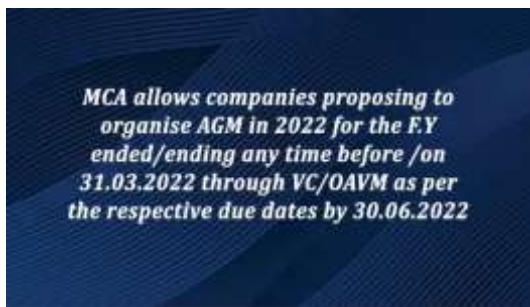 MCA allows companies proposing to
organise AGM in 2022 for the F.Y
ended/ending any time before /on
31.03.2022 through VC/OAVM as per
the respective due dates by 30.06.2022